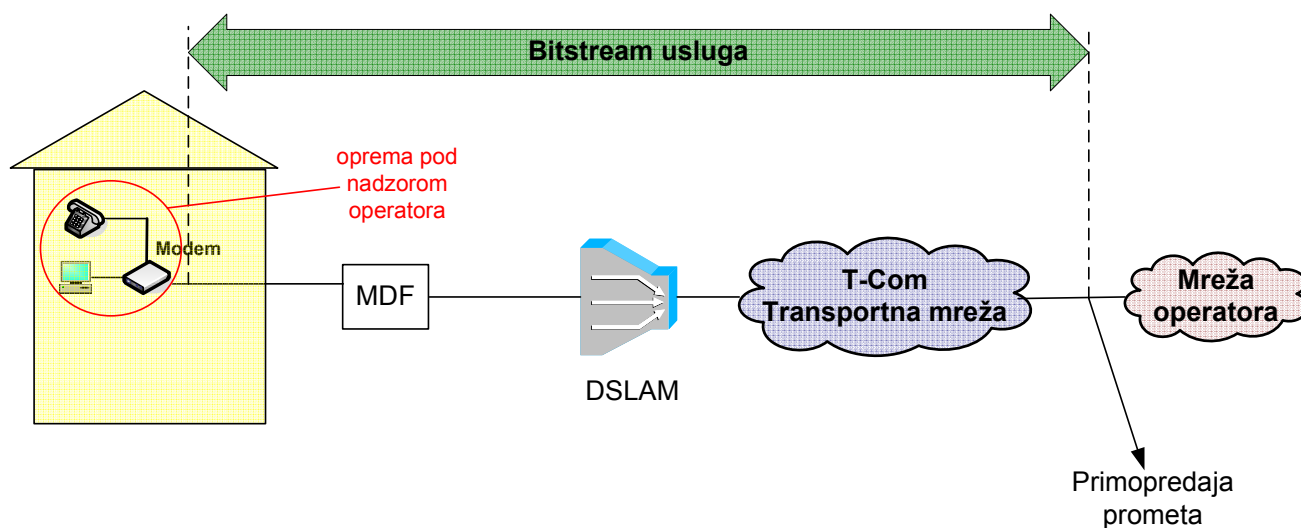 Bitstream usluga
oprema pod
nadzorom
operatora
Modem
MDF
DSLAM
T-Com
Transportna mreža
Mreža
operatora
Primopredaja
prometa